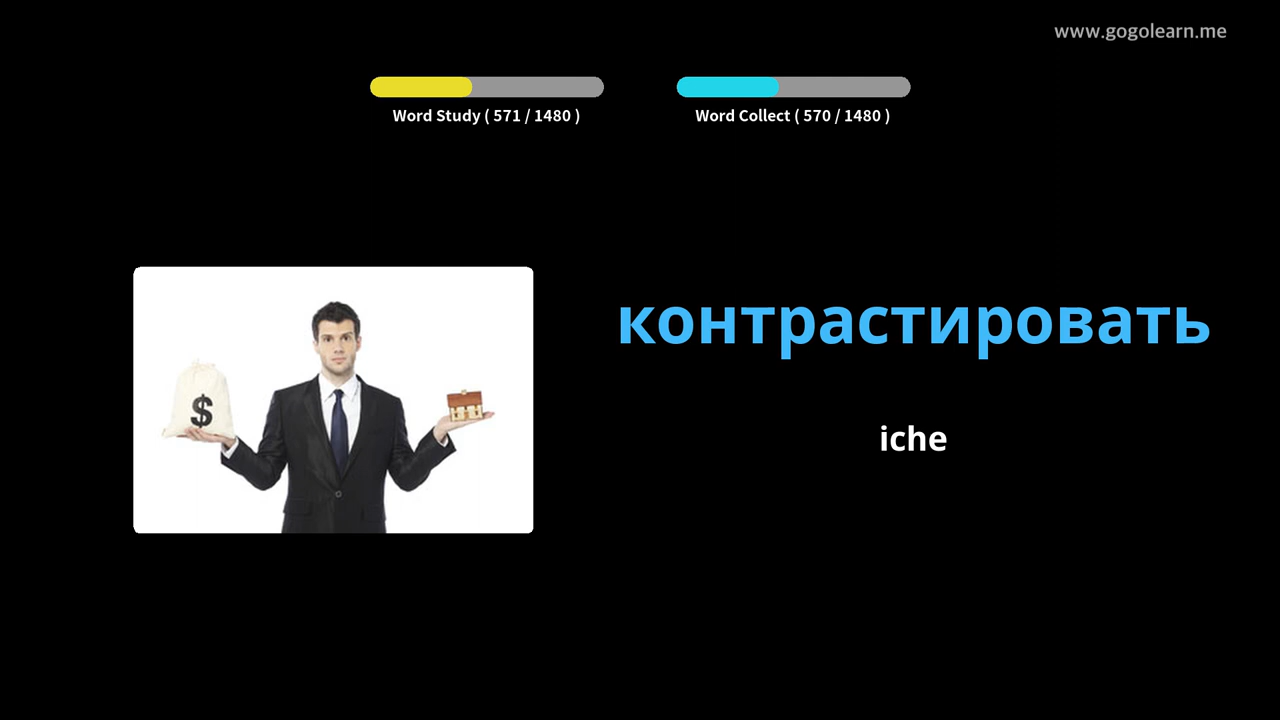 www.gogolearn.me
Word Study ( 571 / 1480 )
Word Collect ( 570 / 1480 )
$
контрастировать
iche